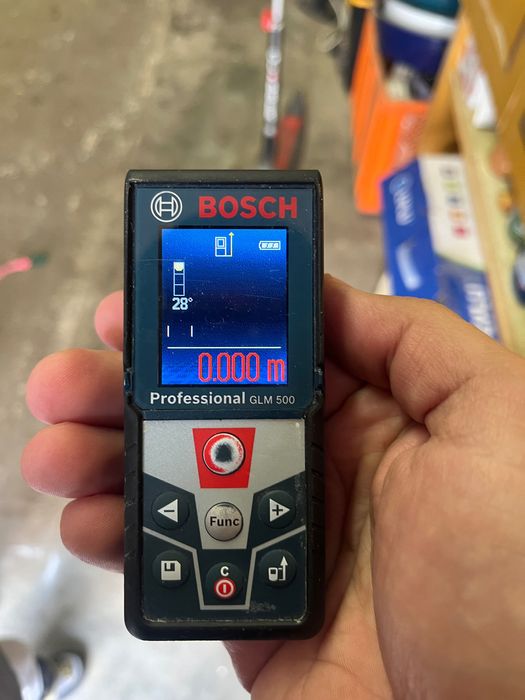 BOSCH
28°
0.000 m
Professional GLM 500
−
+
Func
C